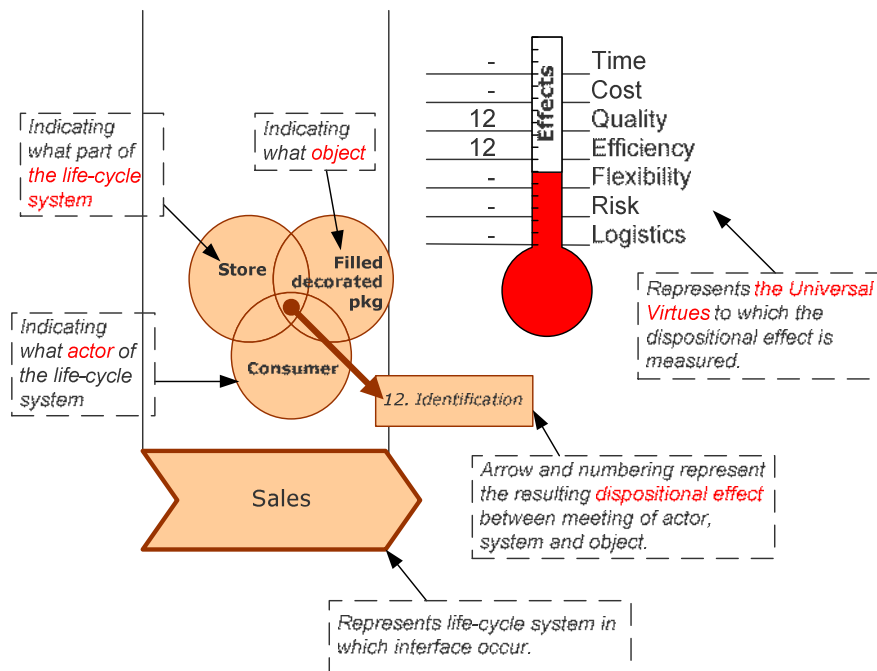 Effects
- Time
- Cost
12 Quality
12 Efficiency
- Flexibility
- Risk
- Logistics
Indicating
what part of
the life-cycle
system
Indicating
what object
Store
Filled
decorated
pkg
Consumer
Indicating
what actor of
the life-cycle
system
Represents the Universal
Virtues to which the
dispositional effect is
measured.
12. Identification
Arrow and numbering represent
the resulting dispositional effect
between meeting of actor,
system and object.
Sales
Represents life-cycle system in
which interface occur.